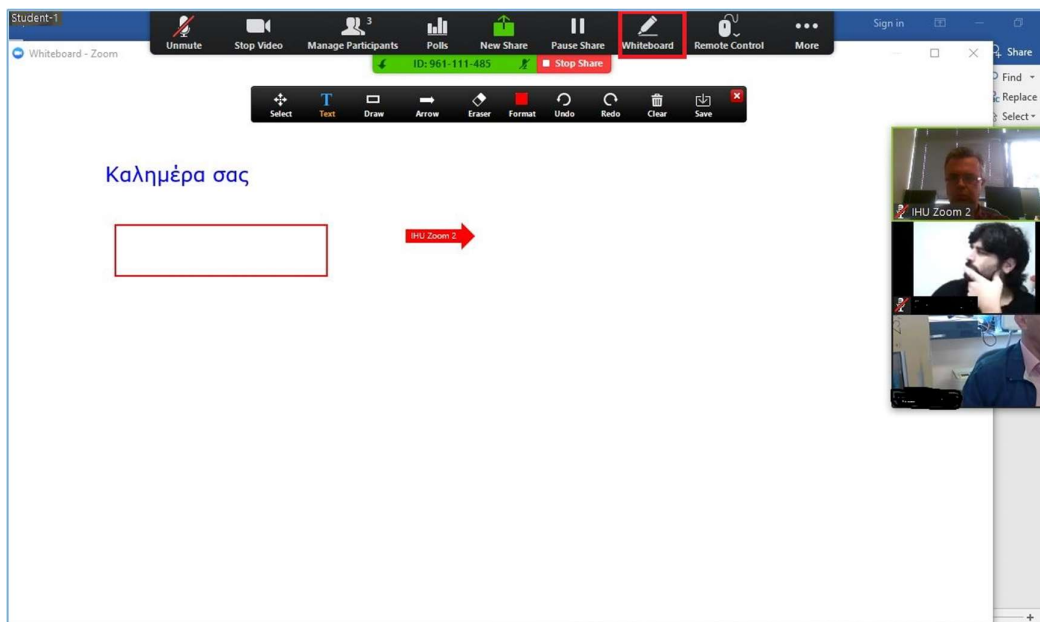 Student-1
Sign in
Unmute
Stop Video
Manage Participants
3
Polls
New Share
Pause Share
Whiteboard
Remote Control
More
Whiteboard - Zoom
Share
ID: 961-111-485
Stop Share
Find
Replace
Select
Select
Text
Draw
Arrow
Eraser
Format
Undo
Redo
Clear
Save
Καλημέρα σας
IHU Zoom 2
IHU Zoom 2